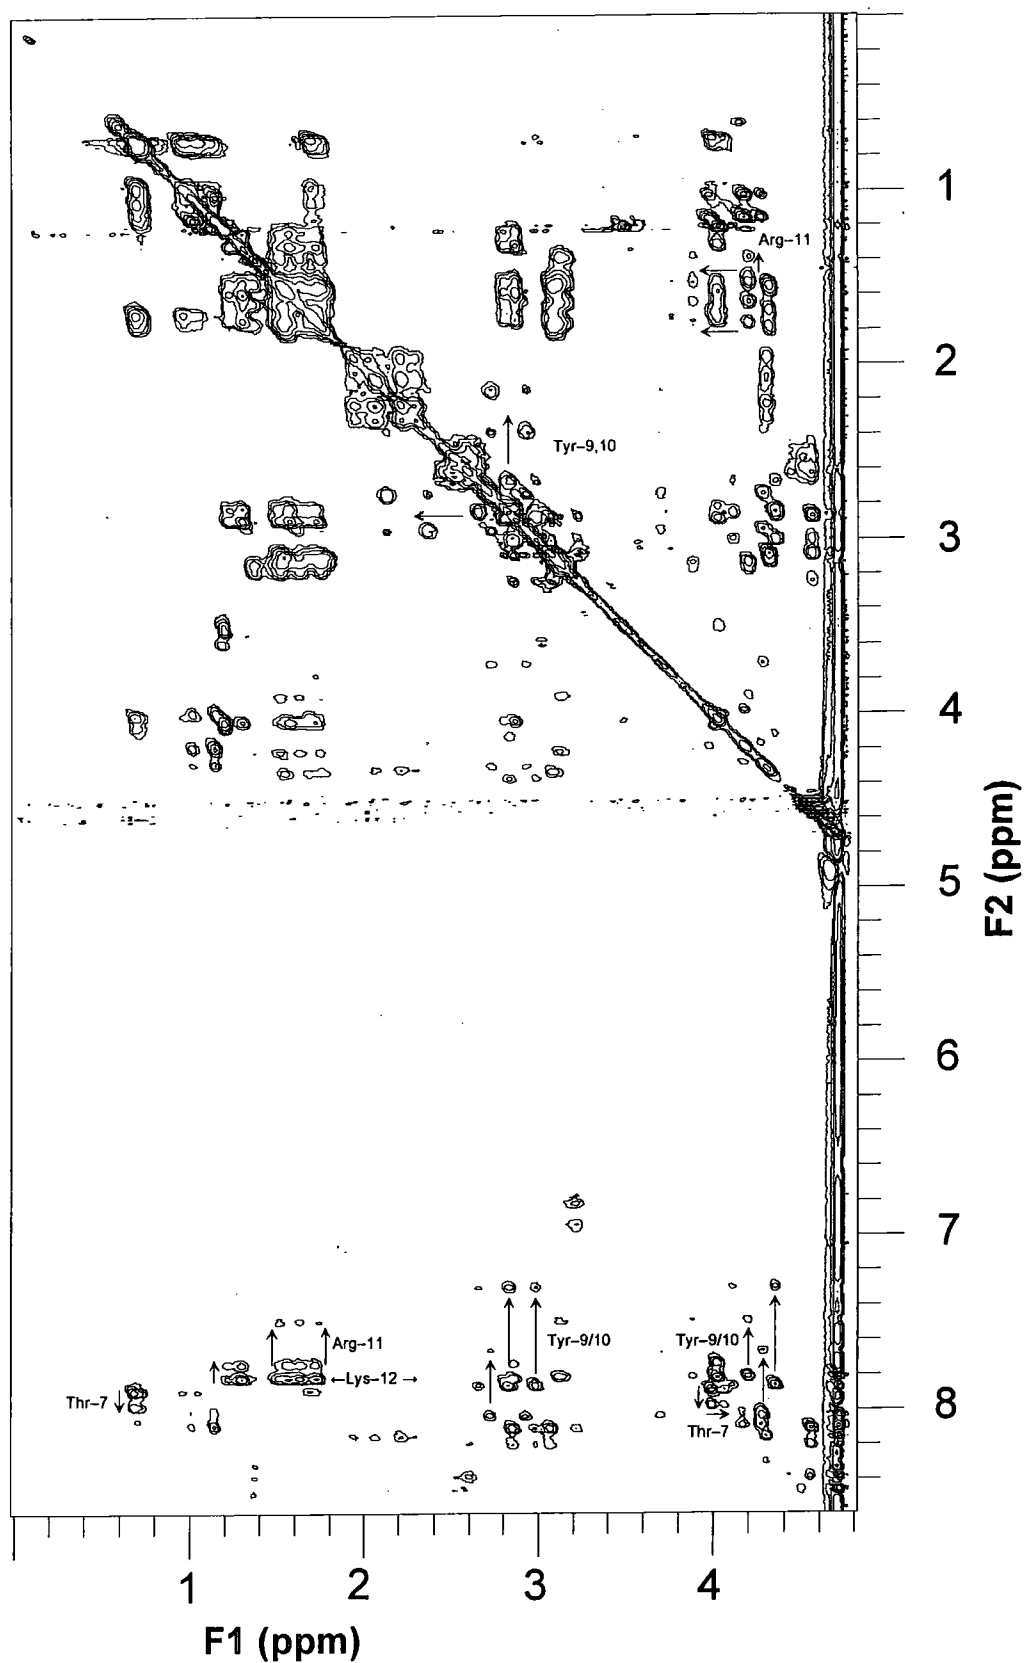 1
Arg–11
2
Tyr–9,10
3
4
5
F2 (ppm)
6
7
Arg–11
Tyr–9/10
Tyr–9/10
←Lys–12→
Thr–7
8
Thr–7
1
2
3
4
F1 (ppm)